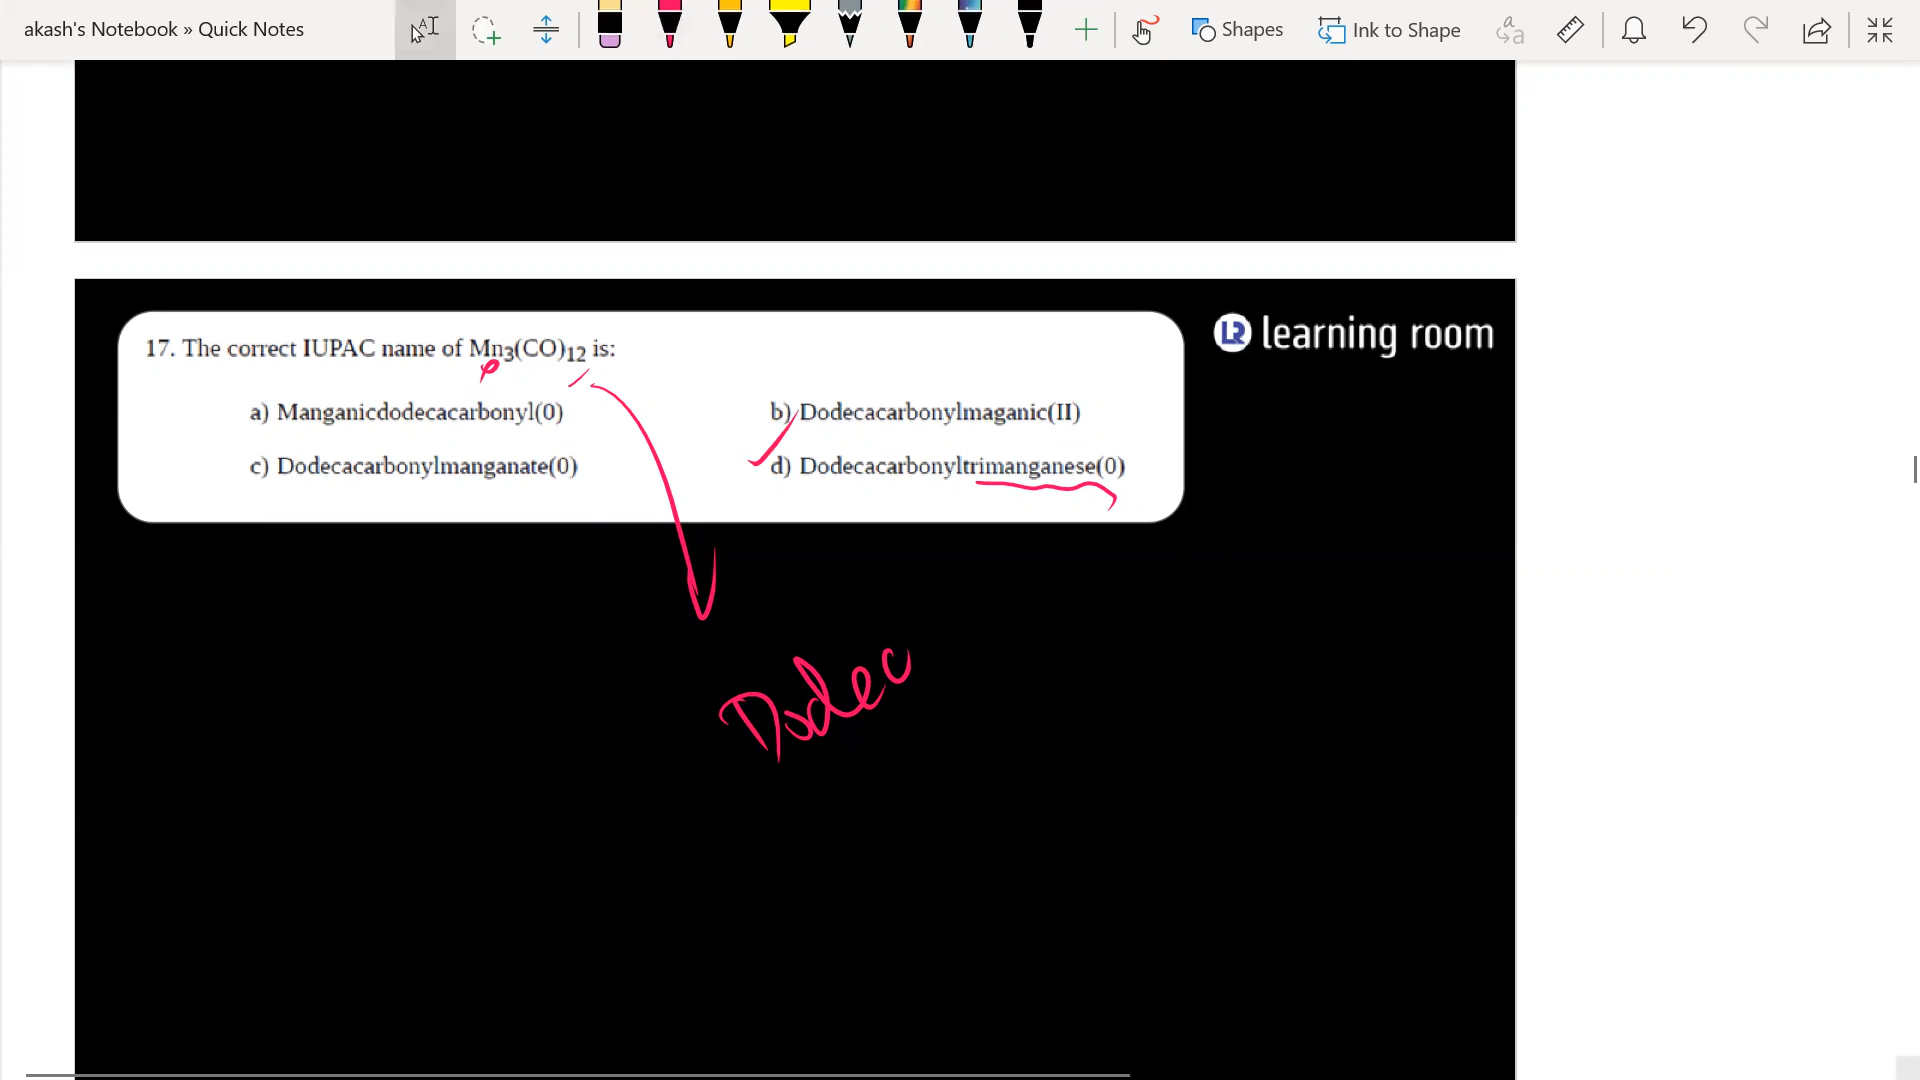 akash's Notebook » Quick Notes
Shapes
Ink to Shape
17. The correct IUPAC name of Mn₃(CO)₁₂ is:
learning room
a) Manganicdodecacarbonyl(0)
b) Dodecacarbonylmaganic(II)
c) Dodecacarbonylmanganate(0)
d) Dodecacarbonyltrimanganese(0)
Dodec